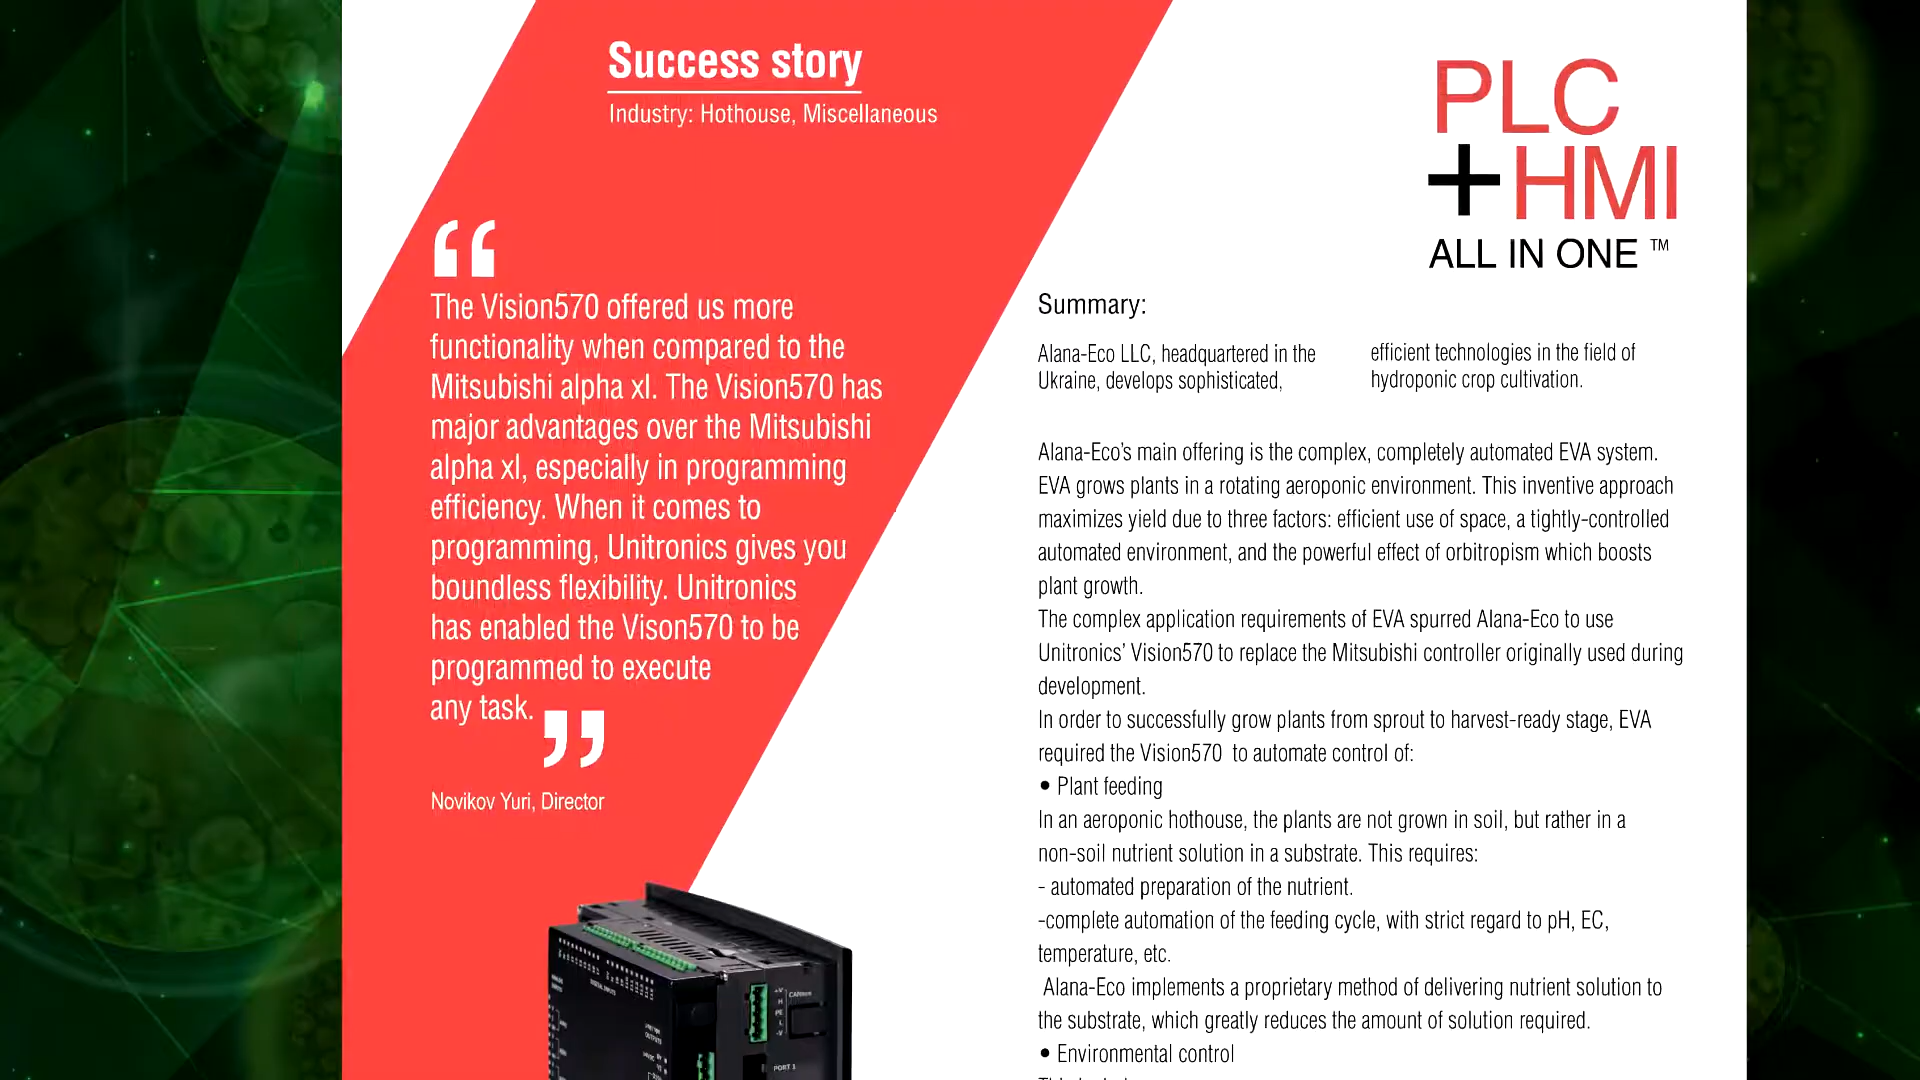 Success story
Industry: Hothouse, Miscellaneous
PLC
+HMI
ALL IN ONE ™
“
The Vision570 offered us more
functionality when compared to the
Mitsubishi alpha xl. The Vision570 has
major advantages over the Mitsubishi
alpha xl, especially in programming
efficiency. When it comes to
programming, Unitronics gives you
boundless flexibility. Unitronics
has enabled the Vison570 to be
programmed to execute
any task. ”
Novikov Yuri, Director
Summary:
Alana-Eco LLC, headquartered in the
Ukraine, develops sophisticated,
efficient technologies in the field of
hydroponic crop cultivation.
Alana-Eco’s main offering is the complex, completely automated EVA system.
EVA grows plants in a rotating aeroponic environment. This inventive approach
maximizes yield due to three factors: efficient use of space, a tightly-controlled
automated environment, and the powerful effect of orbitropism which boosts
plant growth.
The complex application requirements of EVA spurred Alana-Eco to use
Unitronics’ Vision570 to replace the Mitsubishi controller originally used during
development.
In order to successfully grow plants from sprout to harvest-ready stage, EVA
required the Vision570 to automate control of:
• Plant feeding
In an aeroponic hothouse, the plants are not grown in soil, but rather in a
non-soil nutrient solution in a substrate. This requires:
- automated preparation of the nutrient.
-complete automation of the feeding cycle, with strict regard to pH, EC,
temperature, etc.
Alana-Eco implements a proprietary method of delivering nutrient solution to
the substrate, which greatly reduces the amount of solution required.
• Environmental control
PORT 1